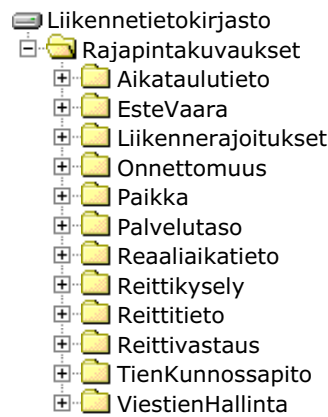 Liikennetietokirjasto
Rajapintakuvaukset
Aikataulutieto
EsteVaara
Liikennerajoitukset
Onnettomuus
Paikka
Palvelutaso
Reaaliaikatieto
Reittikysely
Reittitieto
Reittivastaus
TienKunnossapito
ViestienHallinta